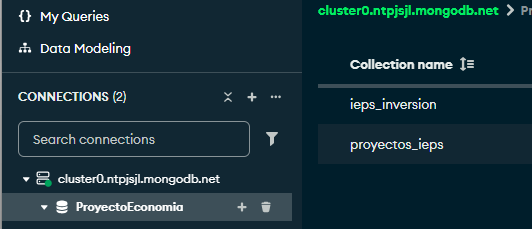 My Queries
Data Modeling
CONNECTIONS (2)
Search connections
cluster0.ntpjsjl.mongodb.net
ProyectoEconomia
cluster0.ntpjsjl.mongodb.net > Pr
Collection name
ieps_inversion
proyectos_ieps